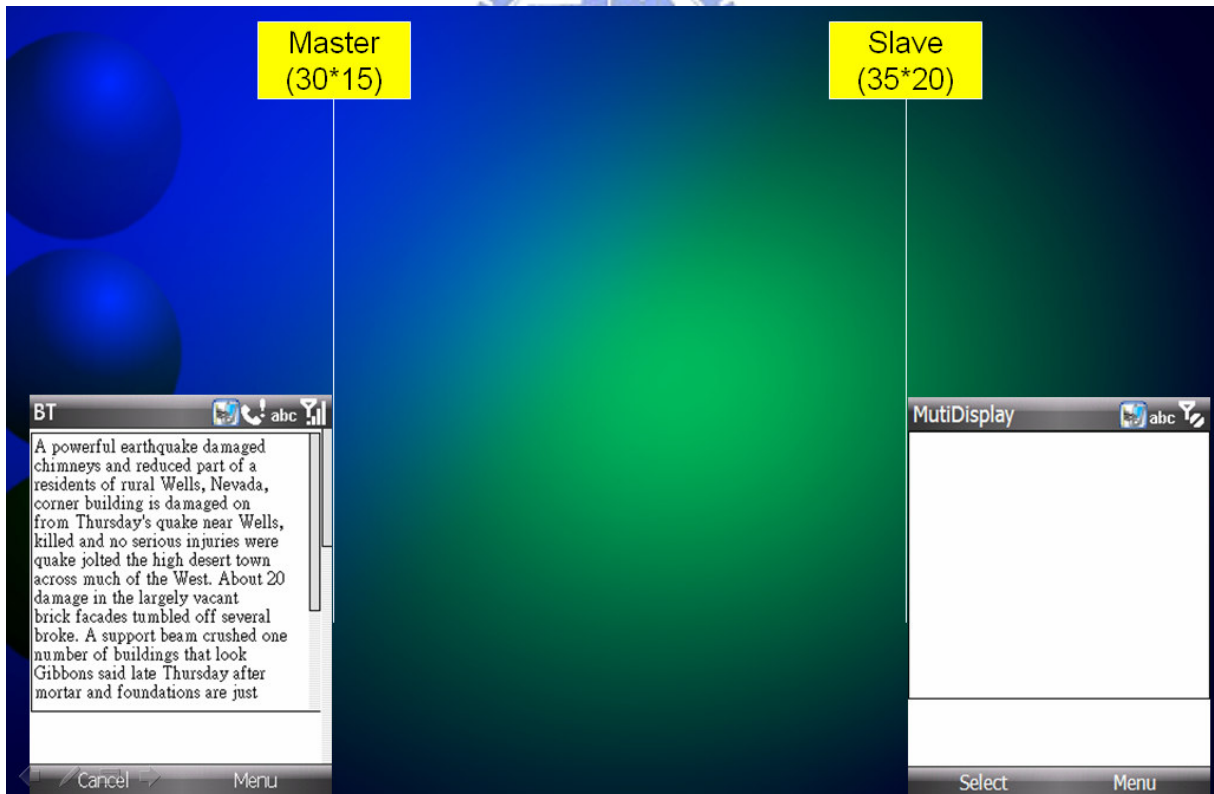 Master
(30*15)
Slave
(35*20)
BT
abc
A powerful earthquake damaged
chimneys and reduced part of a
residents of rural Wells, Nevada,
corner building is damaged on
from Thursday's quake near Wells,
killed and no serious injuries were
quake jolted the high desert town
across much of the West. About 20
damage in the largely vacant
brick facades tumbled off several
broke. A support beam crushed one
number of buildings that look
Gibbons said late Thursday after
mortar and foundations are just
Cancel
Menu
MutiDisplay
abc
Select
Menu